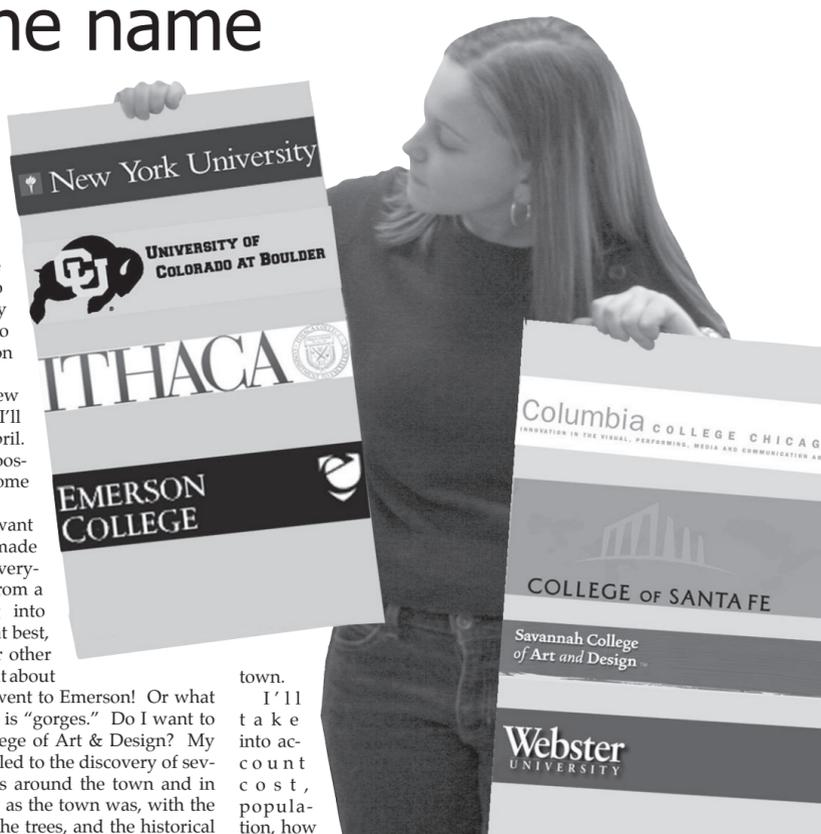 he name
New York University
CU
UNIVERSITY OF
COLORADO AT BOULDER
ITHACA
EMERSON
COLLEGE
e
Columbia COLLEGE CHICAG
INNOVATION IN THE VISUAL, PERFORMING, MEDIA AND COMMUNICATION AR
COLLEGE OF SANTA FE
Savannah College
of Art and Design
Webster
UNIVERSITY
y
o
on
ew
I'll
pril.
pos-
ome
want
made
very-
rom a
into
t best,
r other
t about
went to Emerson! Or what
is “gorges.” Do I want to
ege of Art & Design? My
led to the discovery of sev-
s around the town and in
as the town was, with the
he trees, and the historical
town.
I'll
take
into ac-
count
cost,
popula-
tion, how